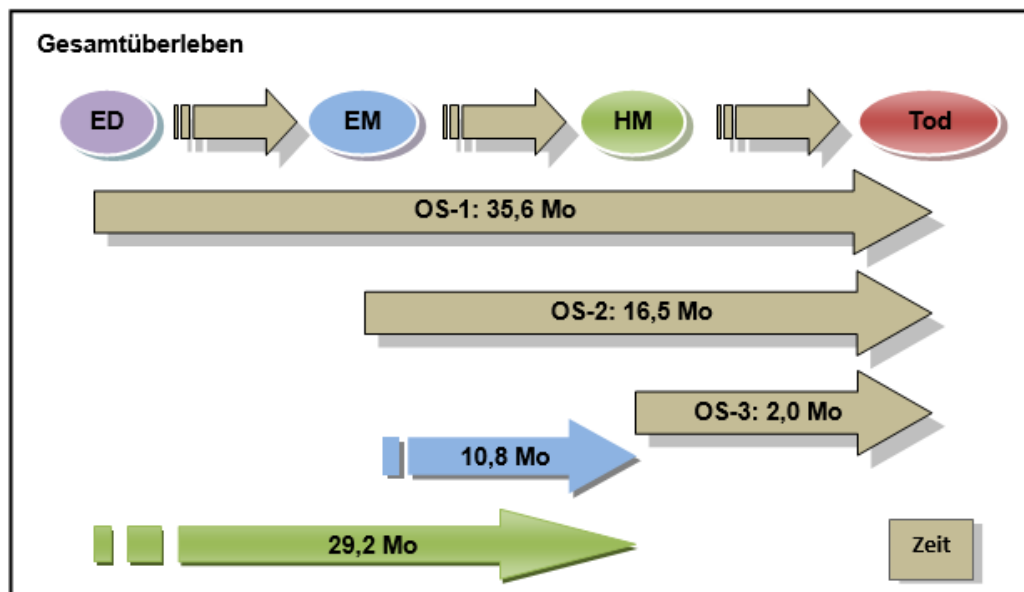 Gesamtüberleben
ED EM HM Tod
OS-1: 35,6 Mo
OS-2: 16,5 Mo
OS-3: 2,0 Mo
10,8 Mo
29,2 Mo
Zeit